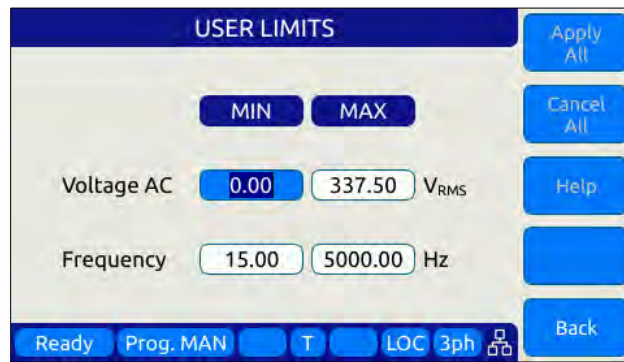 USER LIMITS
Apply
All
MIN MAX
Cancel
All
Voltage AC 0.00 337.50 VRMS
Help
Frequency 15.00 5000.00 Hz
Back
Ready Prog. MAN T LOC 3ph